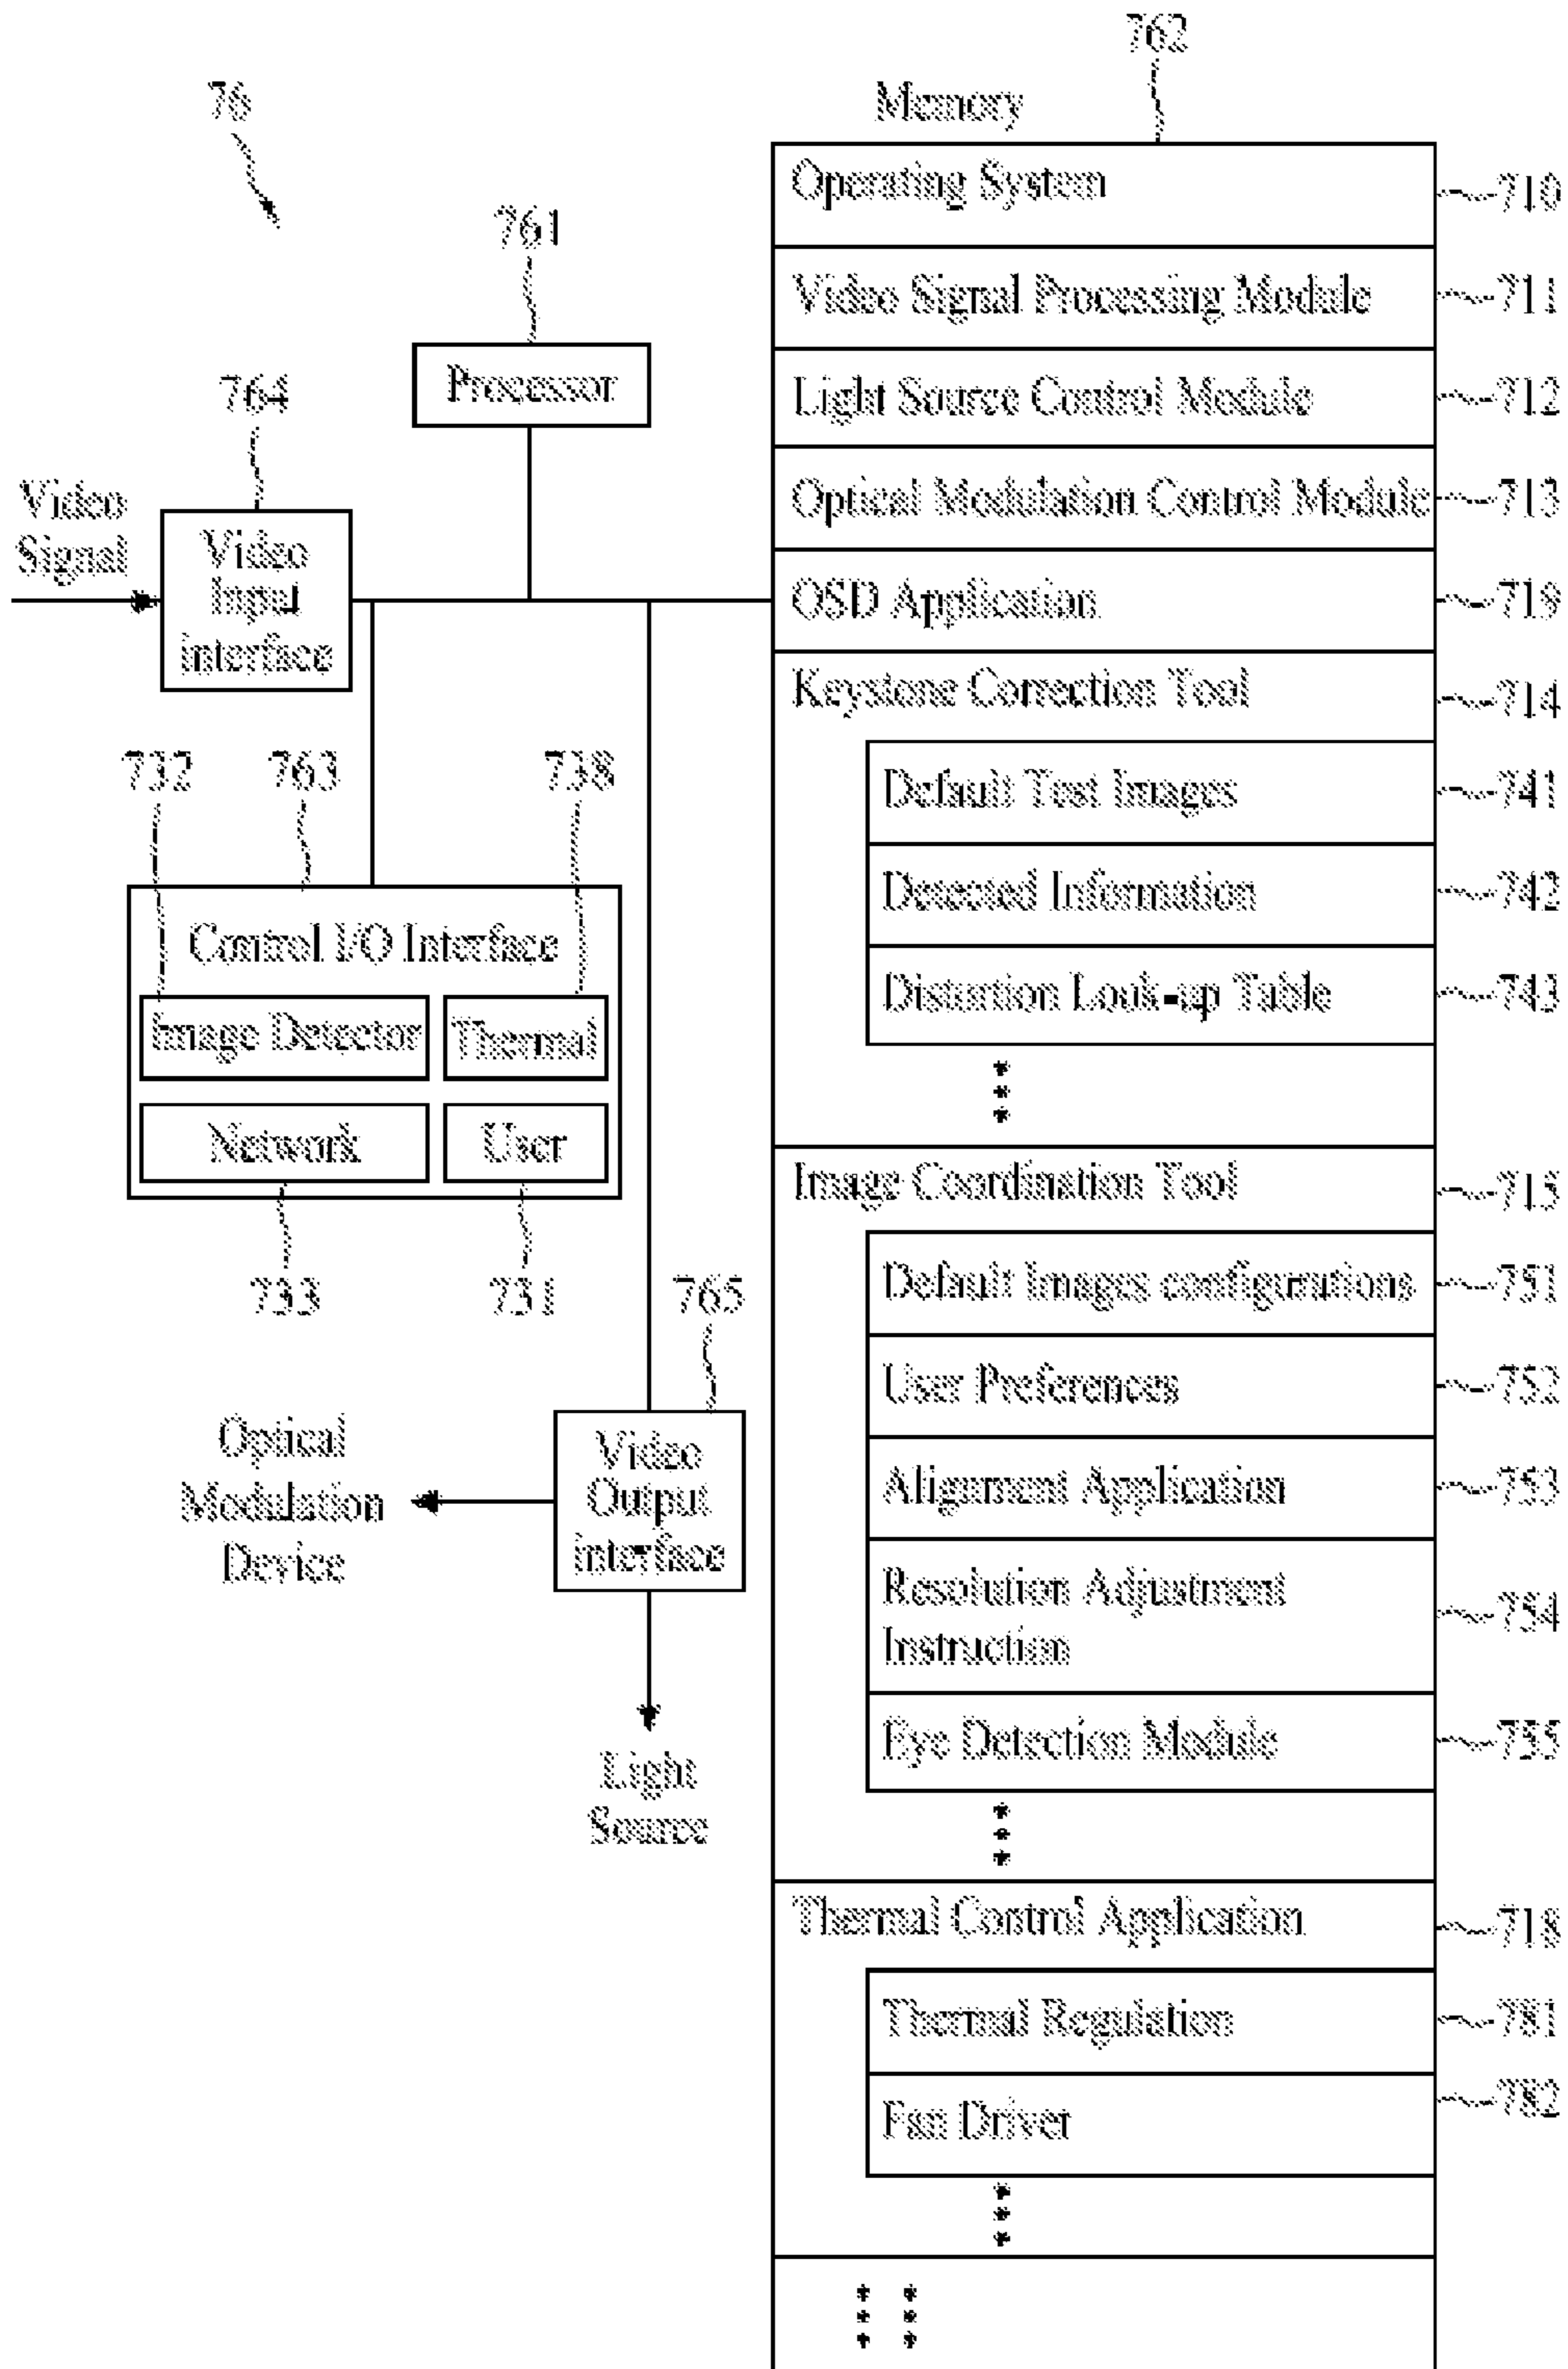 762
76
Memory
Operating System
710
761
Video Signal Processing Module
711
Processor
764
Light Source Control Module
712
Video
Signal
Optical Modulation Control Module
713
Video
Input
interface
OSD Application
719
Keystone Correction Tool
714
732
763
738
Default Test Images
741
Detected Information
742
Control I/O Interface
Distortion Look-up Table
743
Image Detector
Thermal
Network
User
Image Coordination Tool
715
733
731
765
Default Images configurations
751
User Preferences
752
Optical
Modulation
Device
Video
Output
interface
Alignment Application
753
Resolution Adjustment
Instruction
754
Eye Detection Module
755
Light
Source
Thermal Control Application
718
Thermal Regulation
781
Fan Driver
782